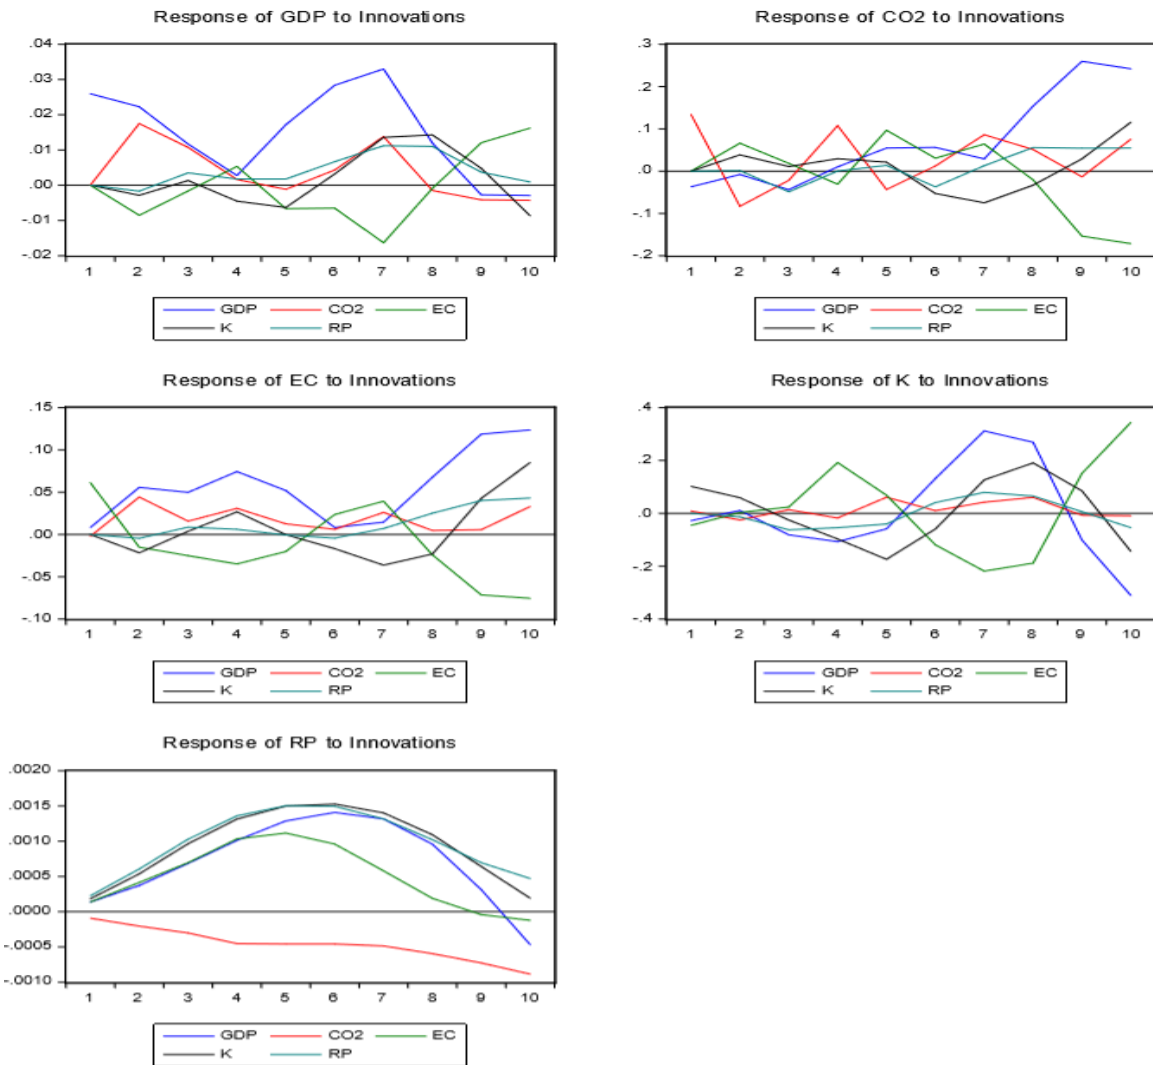 Response of GDP to Innovations
.04
.03
.02
.01
.00
-.01
-.02
1 2 3 4 5 6 7 8 9 10
GDP CO2 EC
K RP
Response of CO2 to Innovations
.3
.2
.1
.0
-.1
-.2
1 2 3 4 5 6 7 8 9 10
GDP CO2 EC
K RP
Response of EC to Innovations
.15
.10
.05
.00
-.05
-.10
1 2 3 4 5 6 7 8 9 10
GDP CO2 EC
K RP
Response of K to Innovations
.4
.2
.0
-.2
-.4
1 2 3 4 5 6 7 8 9 10
GDP CO2 EC
K RP
Response of RP to Innovations
.0020
.0015
.0010
.0005
.0000
-.0005
-.0010
1 2 3 4 5 6 7 8 9 10
GDP CO2 EC
K RP